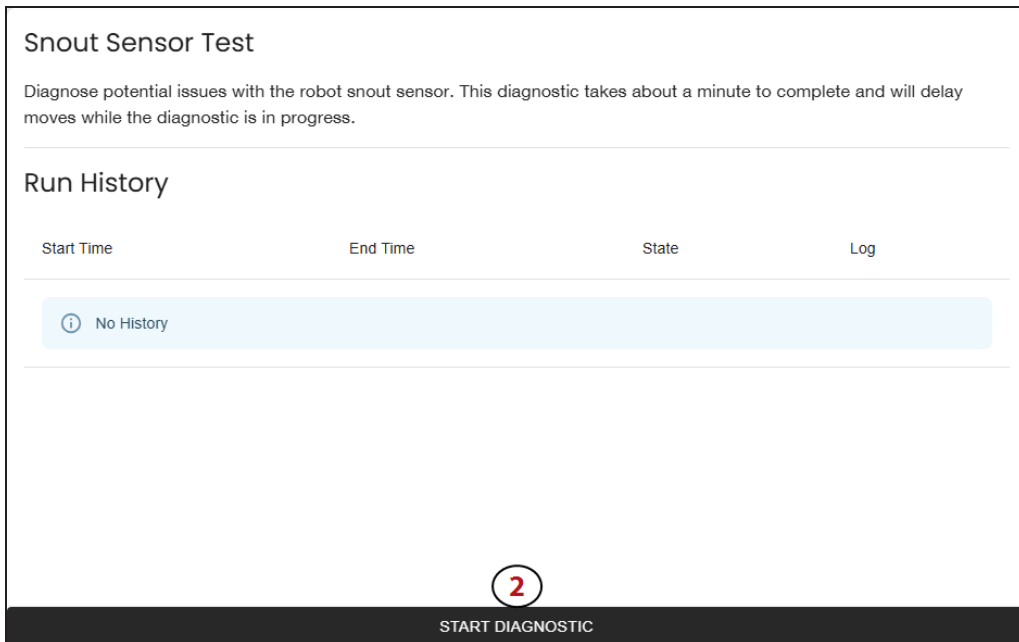 Snout Sensor Test
Diagnose potential issues with the robot snout sensor. This diagnostic takes about a minute to complete and will delay
moves while the diagnostic is in progress.
Run History
Start Time End Time State Log
No History
2
START DIAGNOSTIC